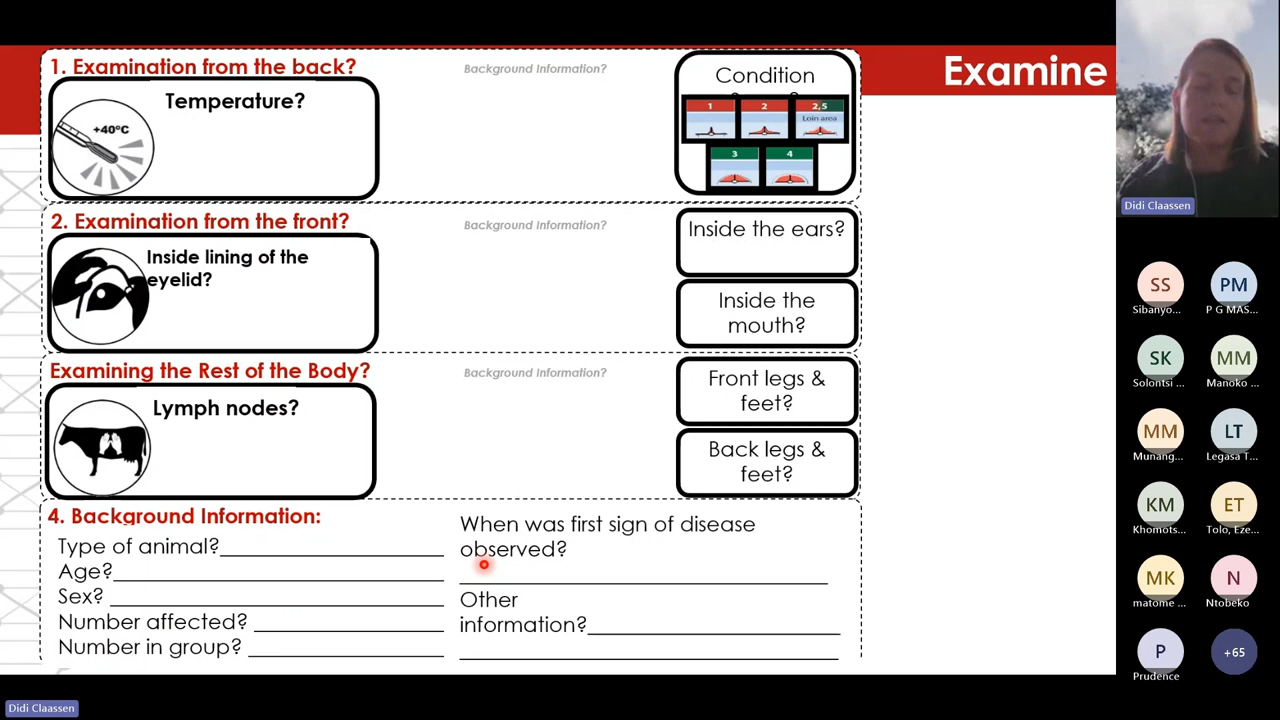 Examine
1. Examination from the back?
Background Information?
Temperature?
+40°C
Condition
1
2
2,5
Loin area
3
4
2. Examination from the front?
Background Information?
Inside lining of the
eyelid?
Inside the ears?
Inside the
mouth?
Examining the Rest of the Body?
Background Information?
Lymph nodes?
Front legs &
feet?
Back legs &
feet?
4. Background Information:
Type of animal?
Age?
Sex?
Number affected?
Number in group?
When was first sign of disease
observed?
Other
information?
Didi Claassen
SS
Sibanyo...
PM
P G MAS...
SK
Solontsi ...
MM
Manoko ...
MM
Munang...
LT
Legasa T...
KM
Khomots...
ET
Tolo, Eze...
MK
matome ...
N
Ntobeko
P
Prudence
+65
Didi Claassen